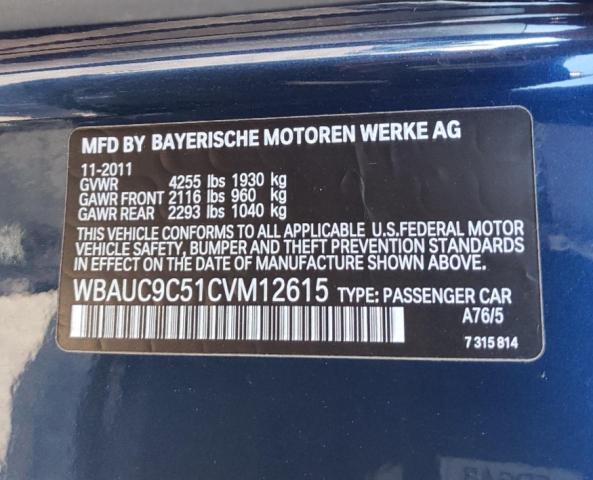 MFD BY BAYERISCHE MOTOREN WERKE AG
11-2011
GVWR 4255 lbs 1930 kg
GAWR FRONT 2116 lbs 960 kg
GAWR REAR 2293 lbs 1040 kg
THIS VEHICLE CONFORMS TO ALL APPLICABLE U.S.FEDERAL MOTOR
VEHICLE SAFETY, BUMPER AND THEFT PREVENTION STANDARDS
IN EFFECT ON THE DATE OF MANUFACTURE SHOWN ABOVE.
WBAUC9C51CVM12615 TYPE: PASSENGER CAR
A76/5
7 315 814